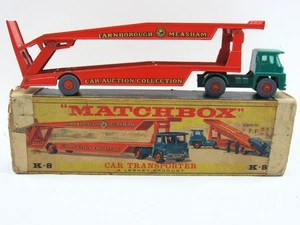 FARNBOROUGH MEASHAM
CAR AUCTION COLLECTION
"MATCHBOX"
K-8
CAR TRANSPORTER
A LESNEY PRODUCT
K-8